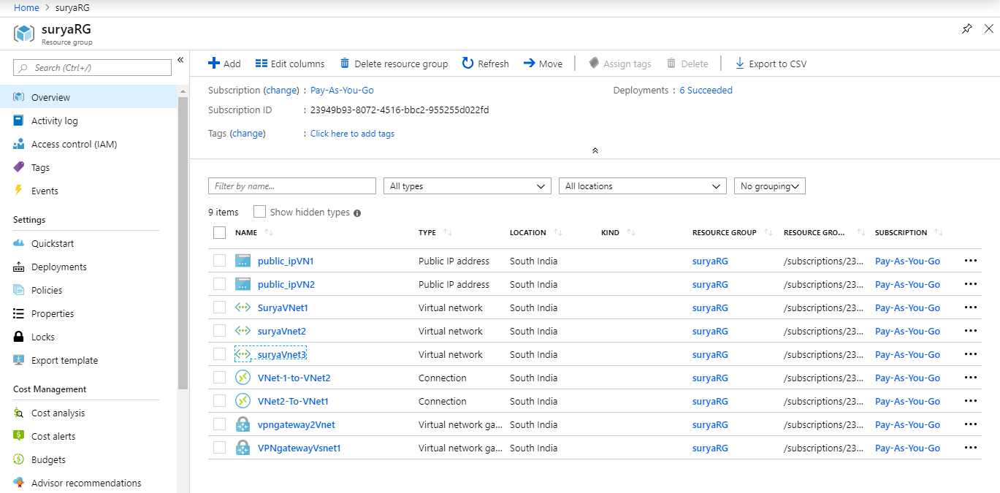 Home > suryaRG
suryaRG
Resource group
Search (Ctrl+/)
Overview
Activity log
Access control (IAM)
Tags
Events
Settings
Quickstart
Deployments
Policies
Properties
Locks
Export template
Cost Management
Cost analysis
Cost alerts
Budgets
Advisor recommendations
Add Edit columns Delete resource group Refresh Move Assign tags Delete Export to CSV
Subscription (change) : Pay-As-You-Go Deployments : 6 Succeeded
Subscription ID : 23949b93-8072-4516-bbc2-955255d022fd
Tags (change) : Click here to add tags
Filter by name... All types All locations No grouping
9 items Show hidden types
NAME TYPE LOCATION KIND RESOURCE GROUP RESOURCE GRO... SUBSCRIPTION
public_ipVN1 Public IP address South India suryaRG /subscriptions/23... Pay-As-You-Go
public_ipVN2 Public IP address South India suryaRG /subscriptions/23... Pay-As-You-Go
SuryaVNet1 Virtual network South India suryaRG /subscriptions/23... Pay-As-You-Go
suryaVnet2 Virtual network South India suryaRG /subscriptions/23... Pay-As-You-Go
suryaVnet3 Virtual network South India suryaRG /subscriptions/23... Pay-As-You-Go
VNet-1-to-VNet2 Connection South India suryaRG /subscriptions/23... Pay-As-You-Go
VNet2-To-VNet1 Connection South India suryaRG /subscriptions/23... Pay-As-You-Go
vpngateway2Vnet Virtual network ga... South India suryaRG /subscriptions/23... Pay-As-You-Go
VPNgatewayVsnet1 Virtual network ga... South India suryaRG /subscriptions/23... Pay-As-You-Go